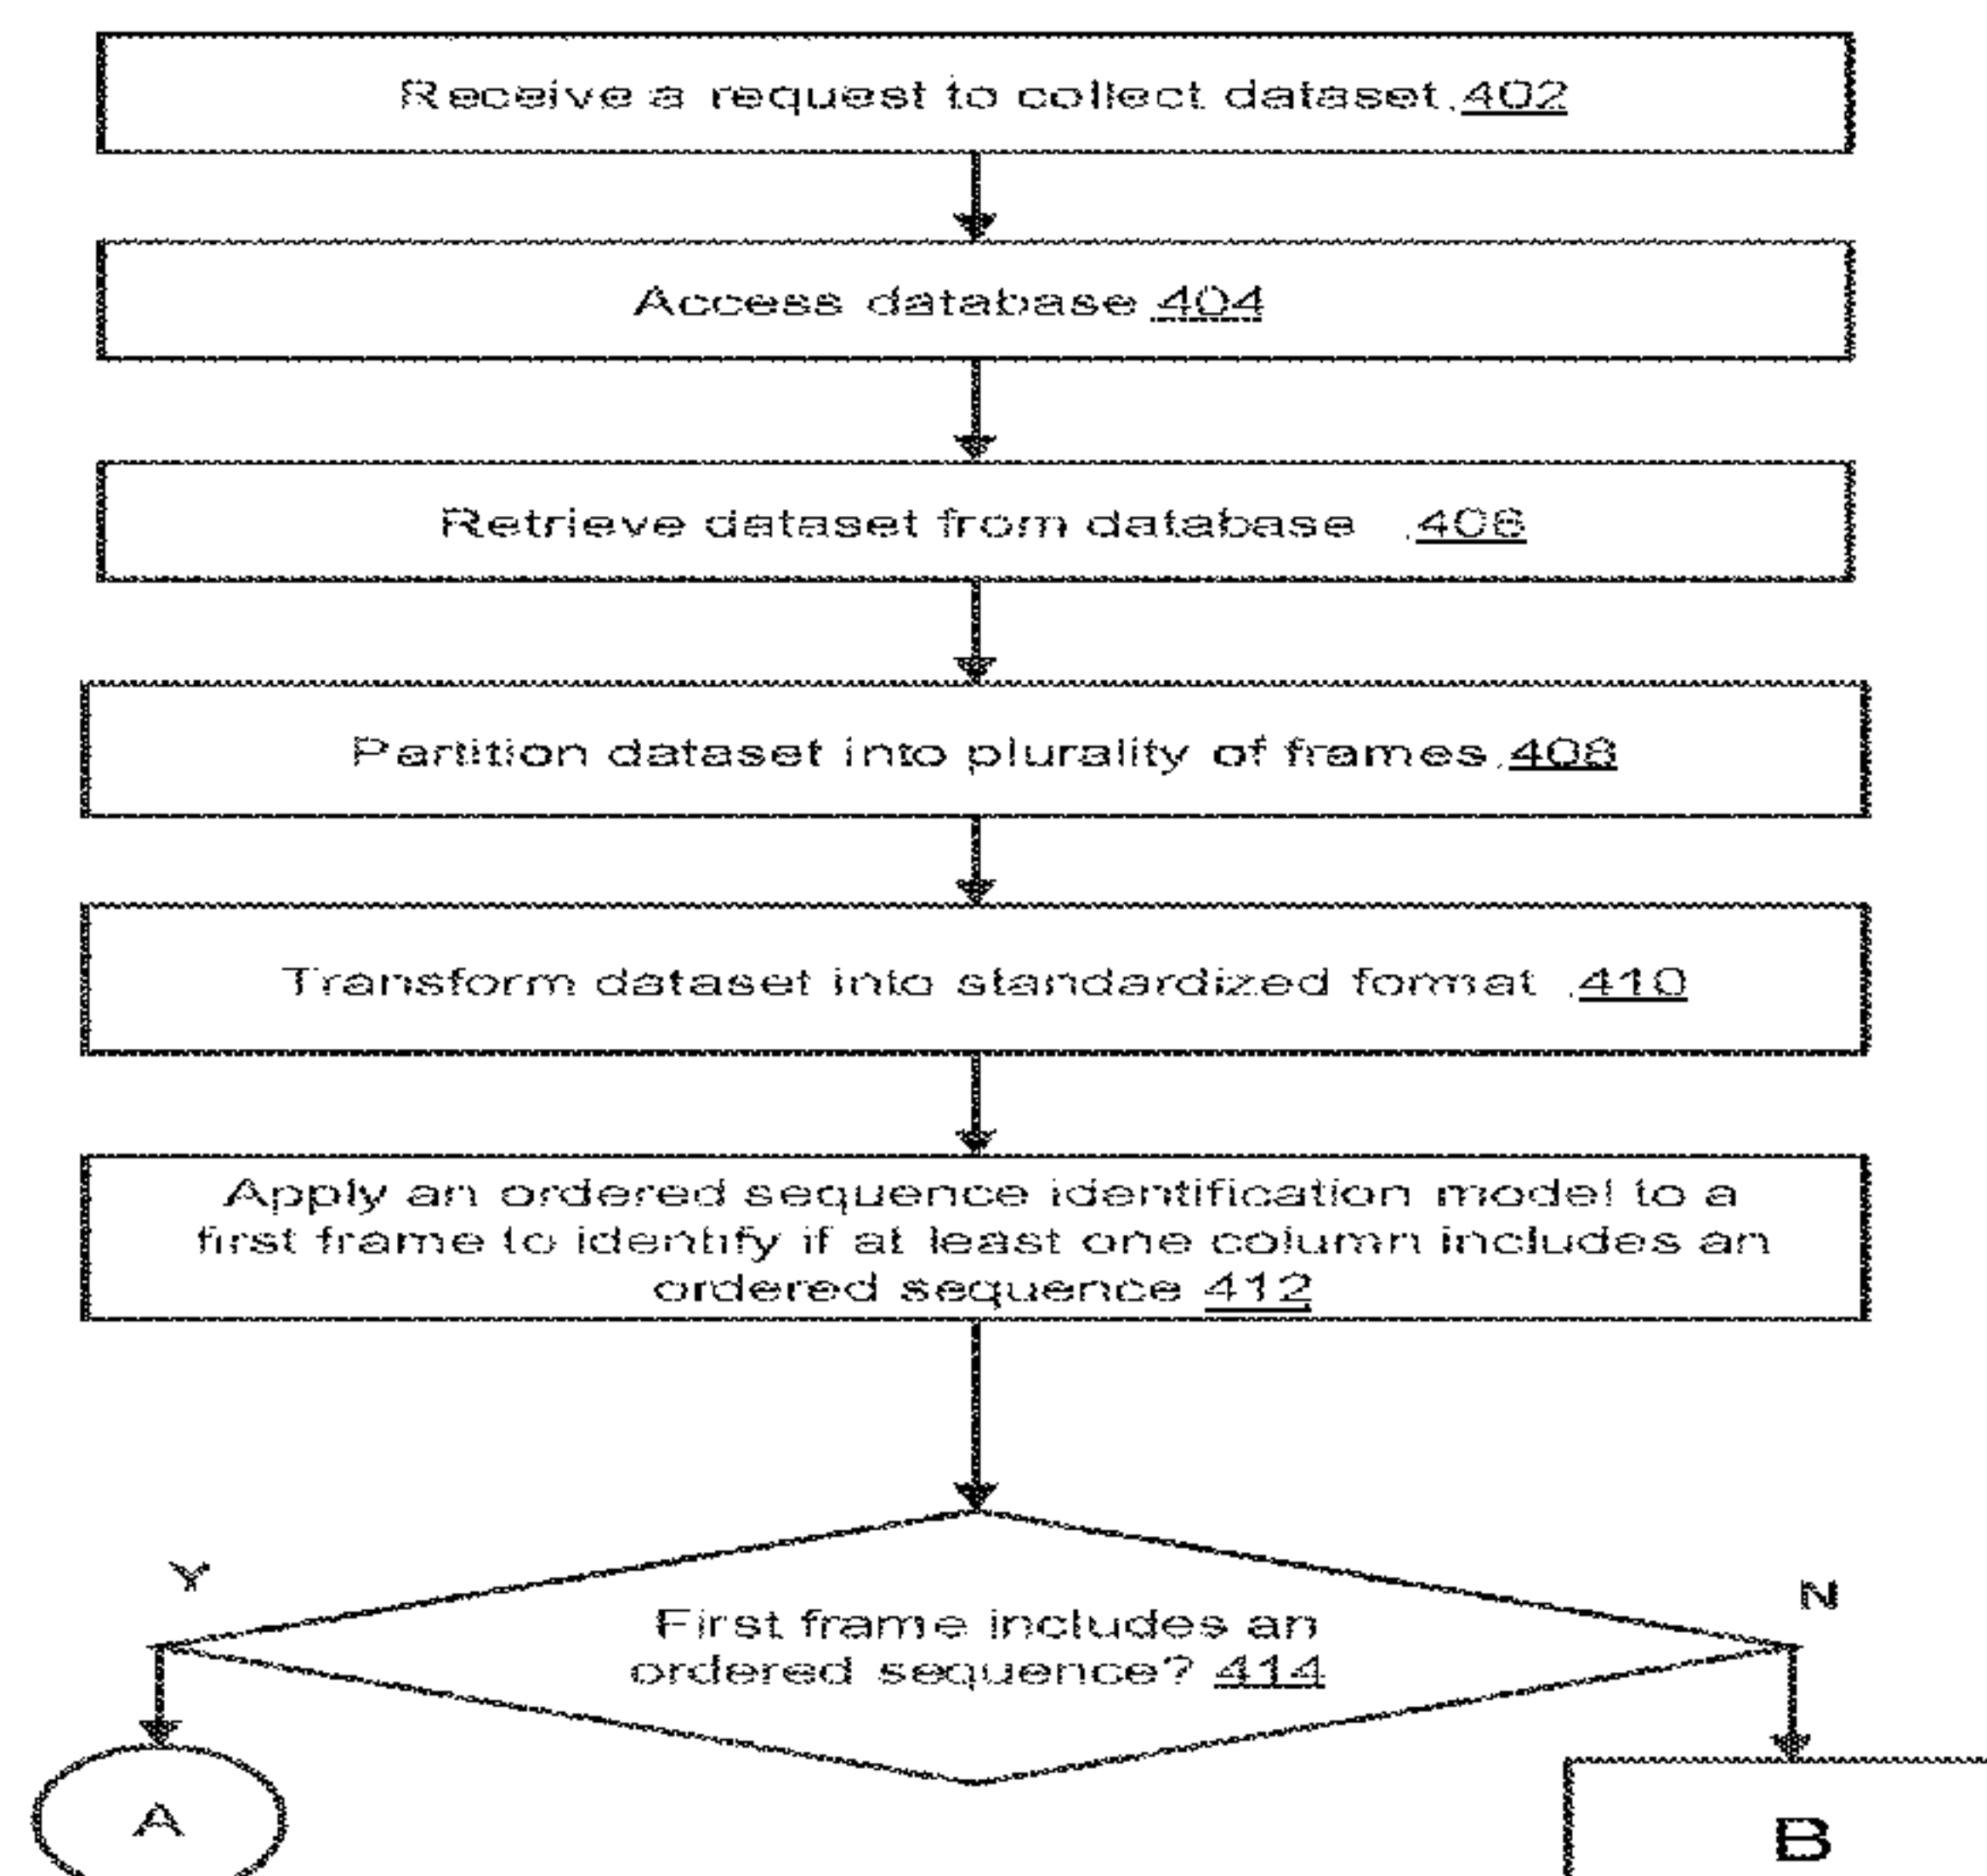 Receive a request to collect dataset 402
Access database 404
Retrieve dataset from database 406
Partition dataset into plurality of frames 408
Transform dataset into standardized format 410
Apply an ordered sequence identification model to a
first frame to identify if at least one column includes an
ordered sequence 412
Y
N
First frame includes an
ordered sequence? 414
A
B